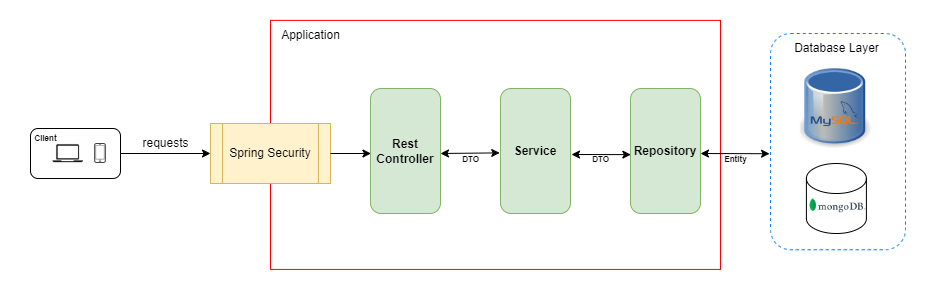 Application
Database Layer
MySQL
Client
requests
Spring Security
Rest
Controller
DTO
Service
DTO
Repository
Entity
mongoDB